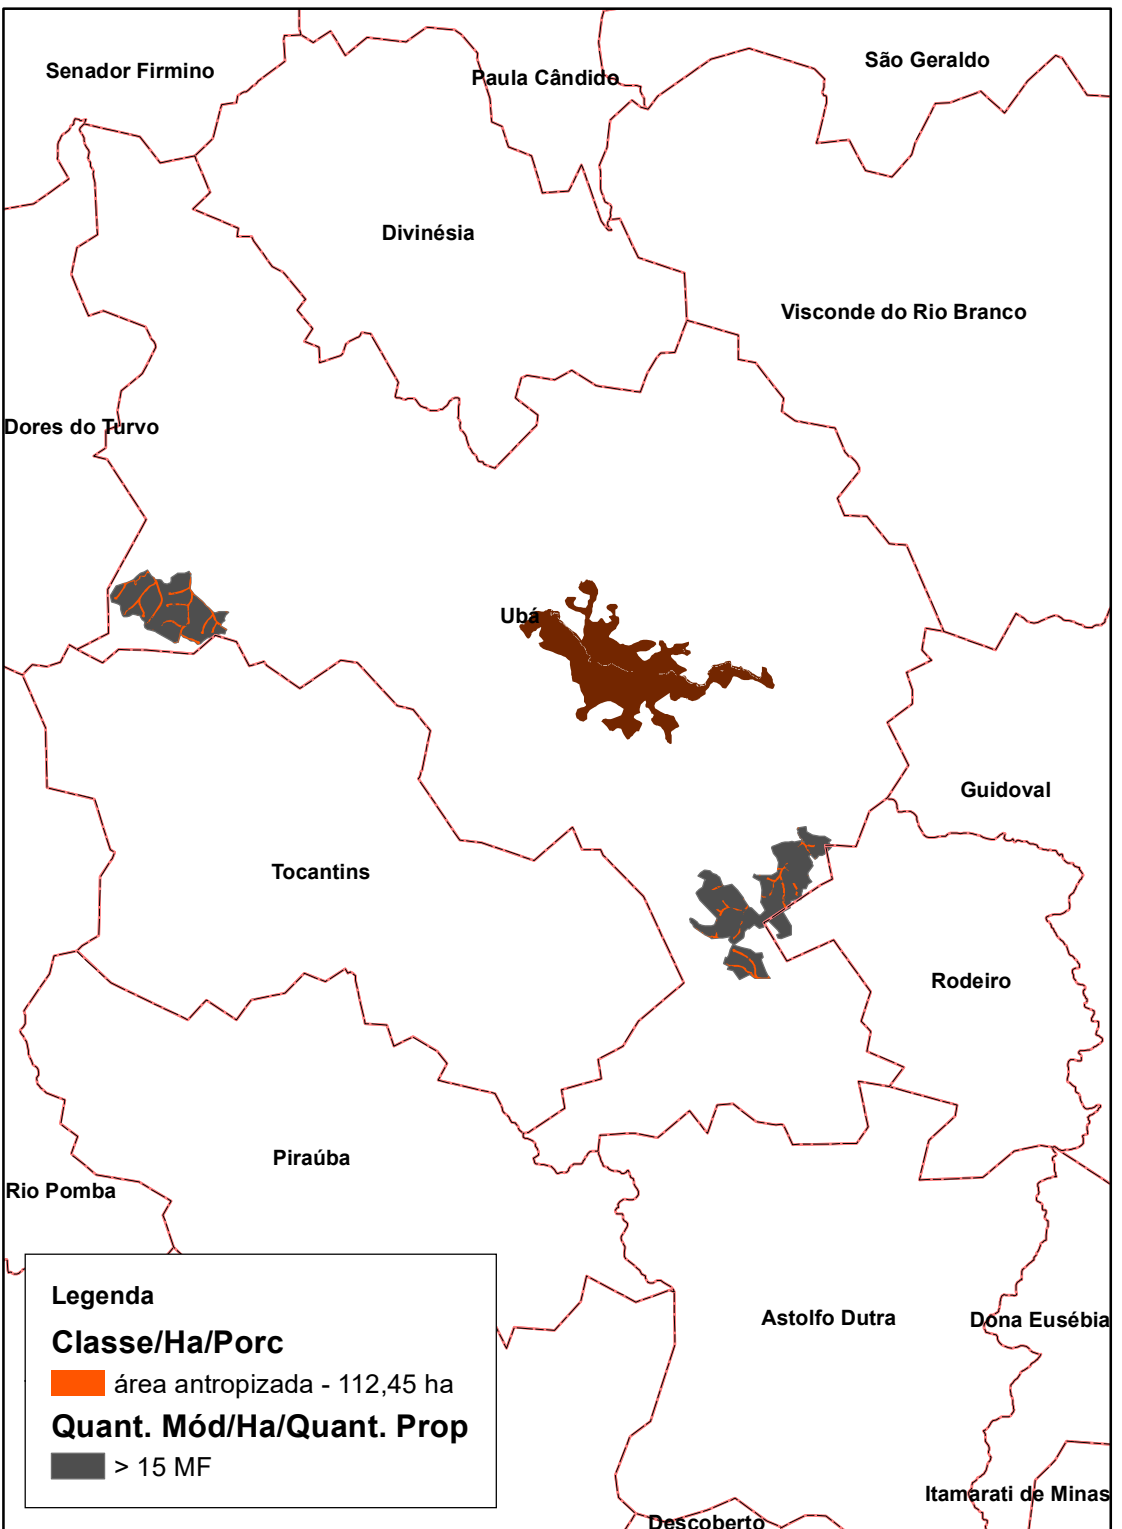 São Geraldo
Senador Firmino
Paula Cândido
Divinésia
Visconde do Rio Branco
Dores do Turvo
Ubá
Guidoval
Tocantins
Rodeiro
Piraúba
Rio Pomba
Astolfo Dutra
Dona Eusébia
Itamarati de Minas
Descoberto
Legenda
Classe/Ha/Porc
área antropizada - 112,45 ha
Quant. Mód/Ha/Quant. Prop
> 15 MF